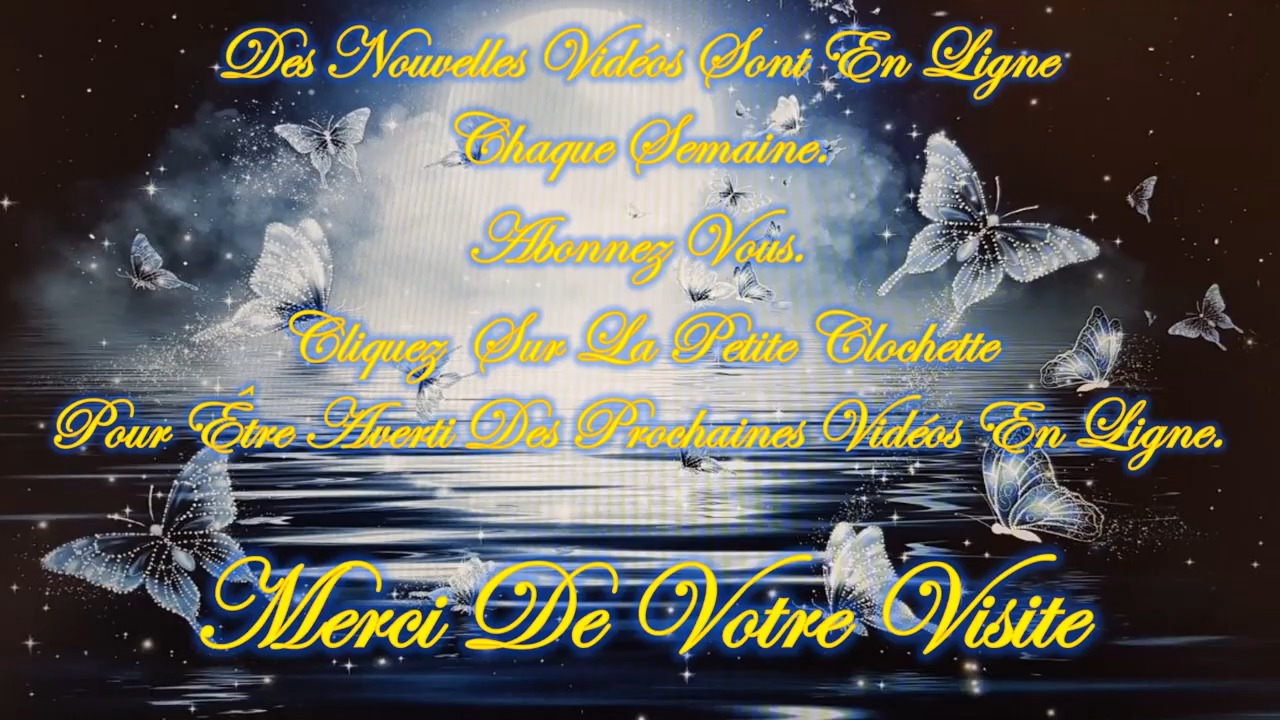 Des Nouvelles Vidéos Sont En Ligne
Chaque Semaine.
Abonnez Vous.
Cliquez Sur La Petite Clochette
Pour Être Averti Des Prochaines Vidéos En Ligne.
Merci De Votre Visite